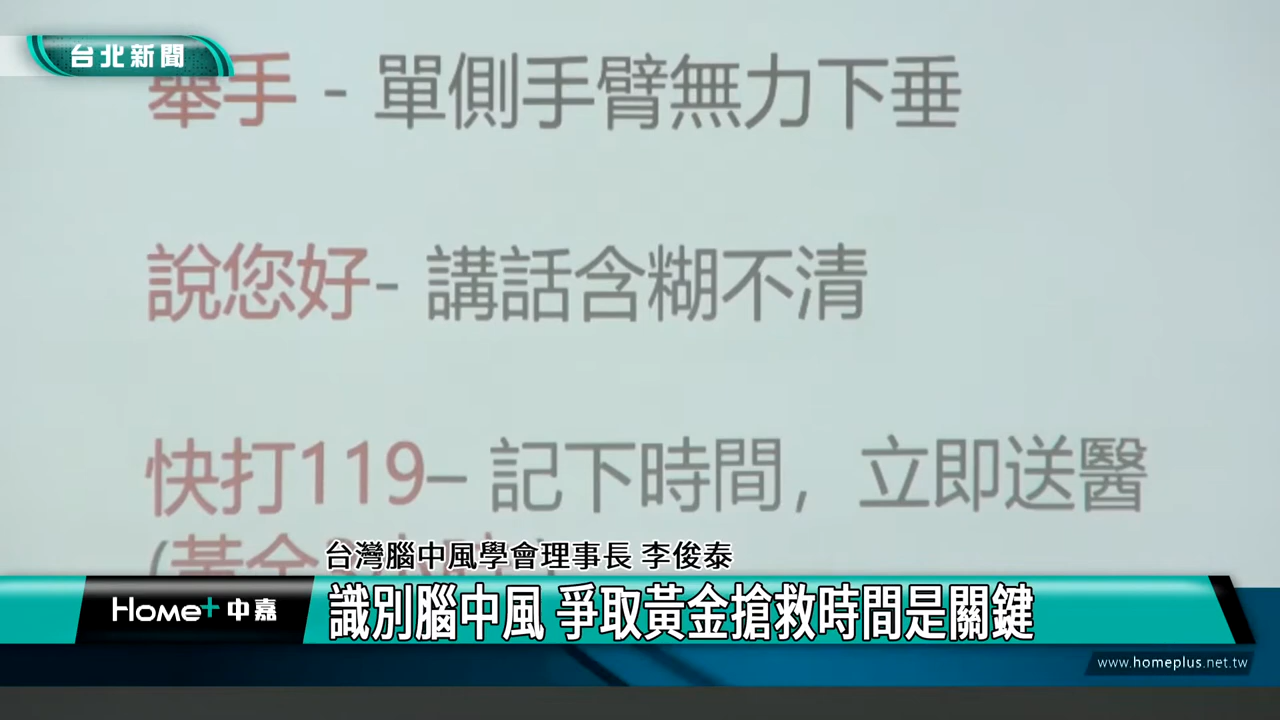 台北新聞
舉手 - 單側手臂無力下垂
說您好- 講話含糊不清
快打119– 記下時間，立即送醫
(黃金
台灣腦中風學會理事長 李俊泰
Home+ 中嘉
識別腦中風 爭取黃金搶救時間是關鍵
www.homeplus.net.tw